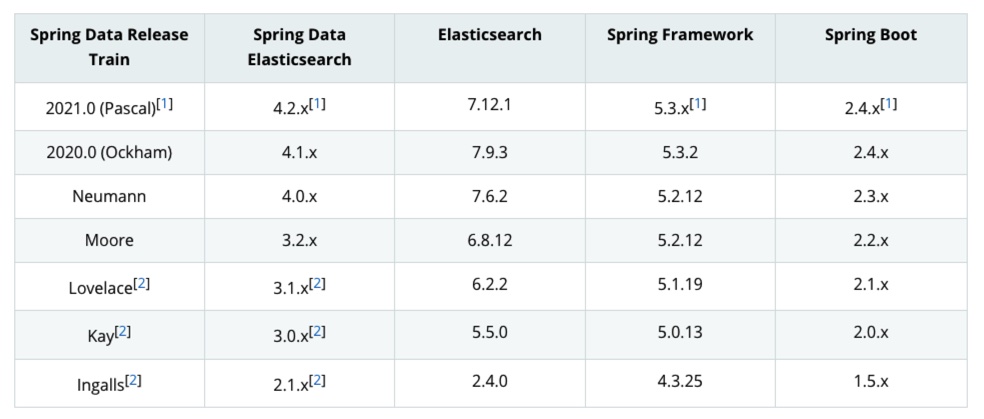 Spring Data Release Train | Spring Data Elasticsearch | Elasticsearch | Spring Framework | Spring Boot
2021.0 (Pascal)[1] | 4.2.x[1] | 7.12.1 | 5.3.x[1] | 2.4.x[1]
2020.0 (Ockham) | 4.1.x | 7.9.3 | 5.3.2 | 2.4.x
Neumann | 4.0.x | 7.6.2 | 5.2.12 | 2.3.x
Moore | 3.2.x | 6.8.12 | 5.2.12 | 2.2.x
Lovelace[2] | 3.1.x[2] | 6.2.2 | 5.1.19 | 2.1.x
Kay[2] | 3.0.x[2] | 5.5.0 | 5.0.13 | 2.0.x
Ingalls[2] | 2.1.x[2] | 2.4.0 | 4.3.25 | 1.5.x